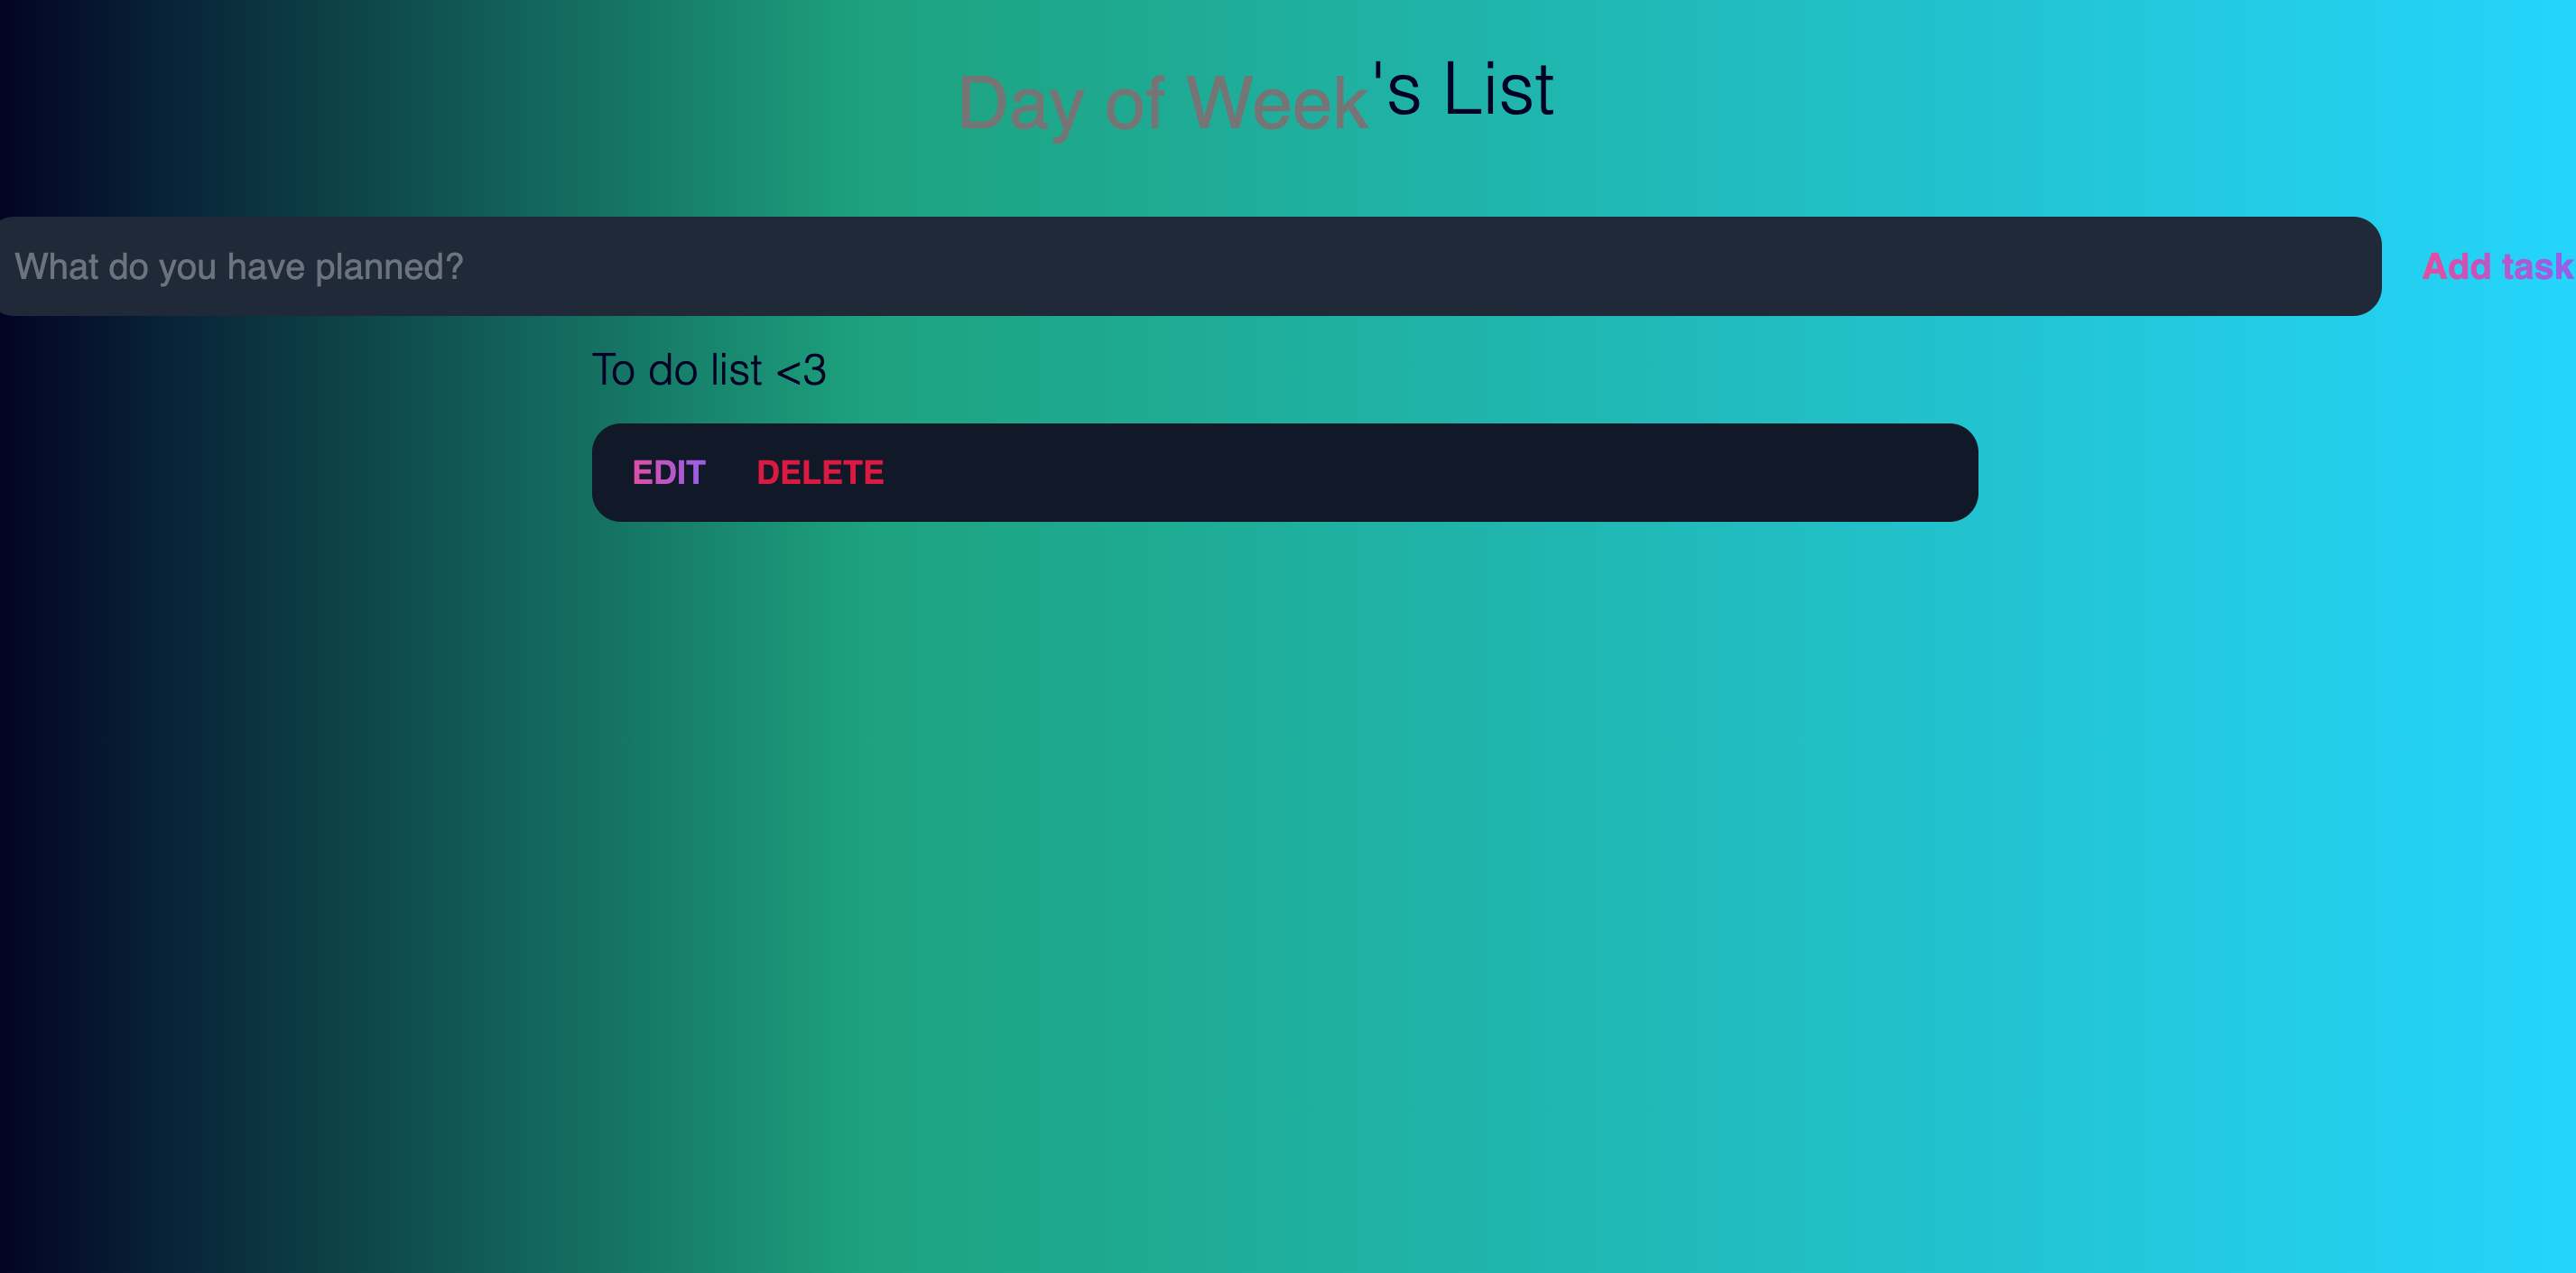 Day of Week's List
What do you have planned?
Add task
To do list <3
EDIT DELETE